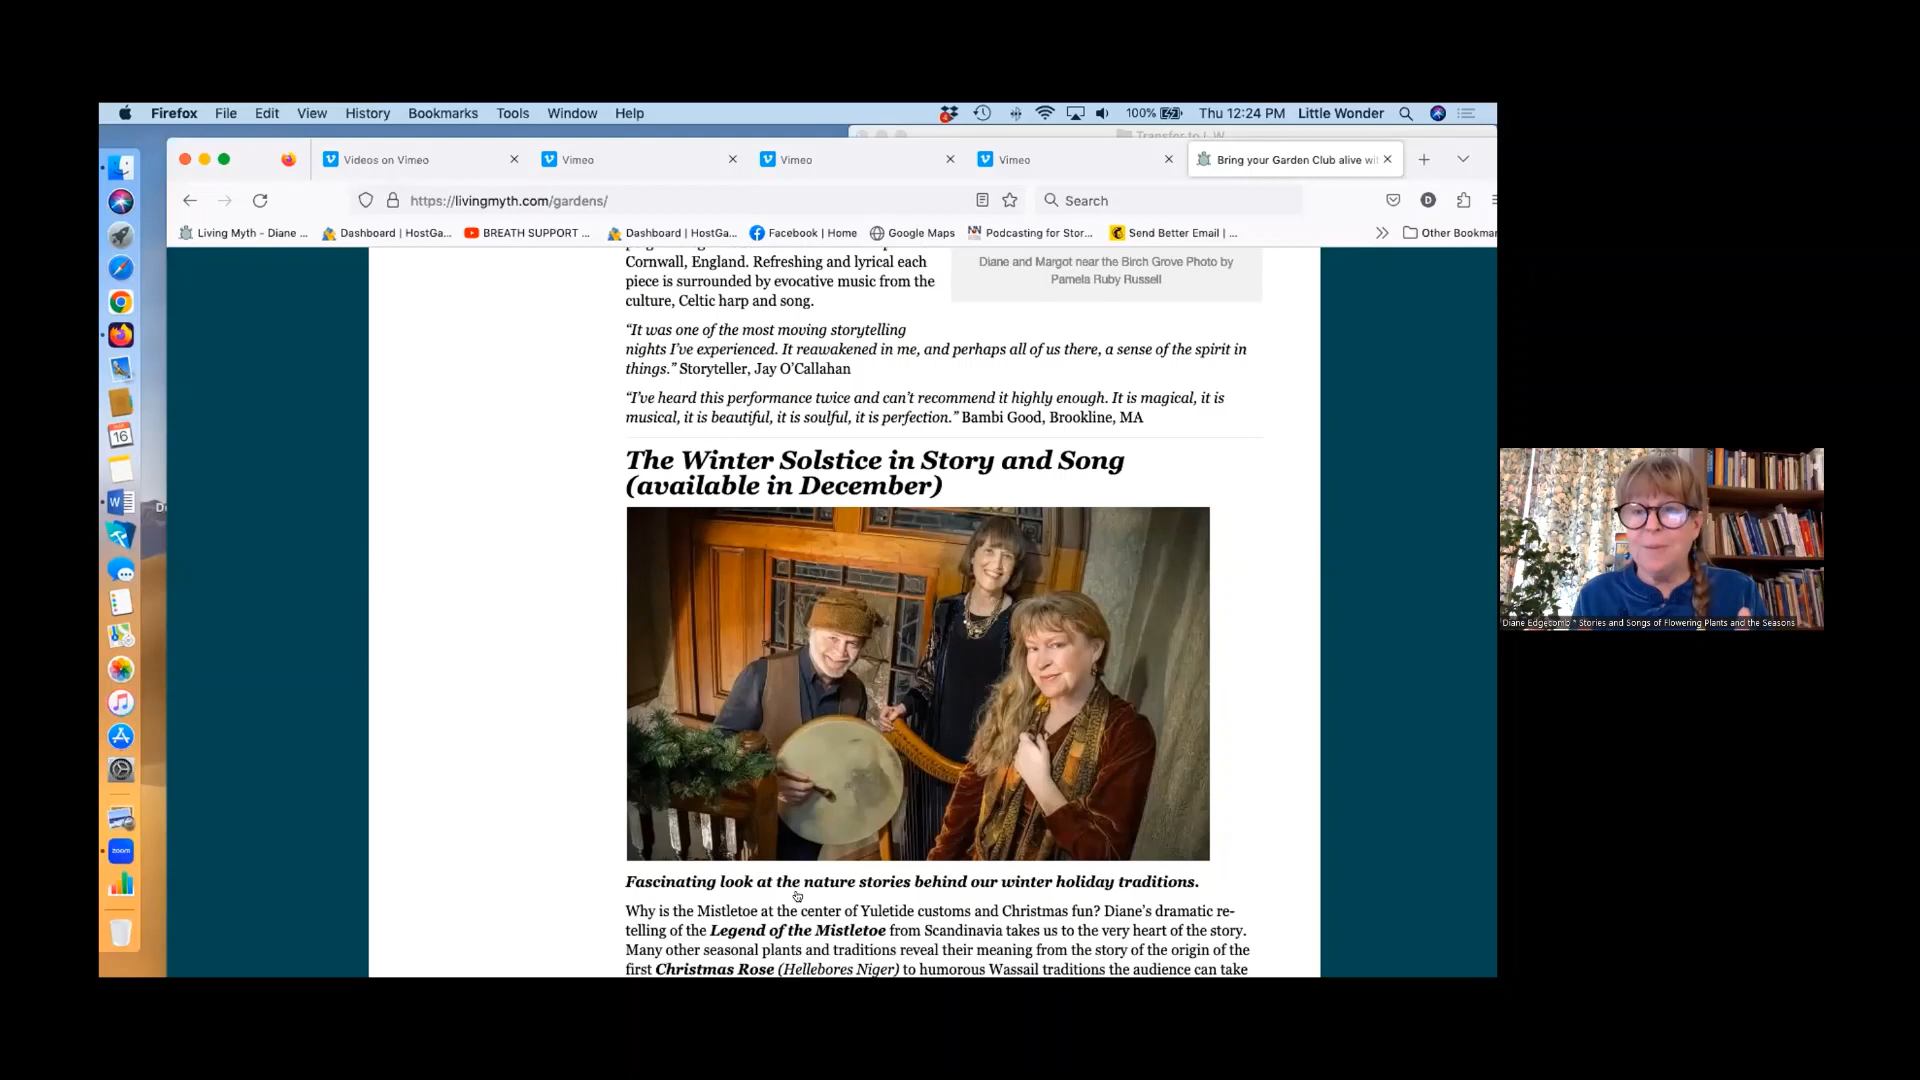 Firefox File Edit View History Bookmarks Tools Window Help
100% Thu 12:24 PM Little Wonder
Transfer to L W
Videos on Vimeo
Vimeo
Vimeo
Vimeo
Bring your Garden Club alive wi
https://livingmyth.com/gardens/
Search
D
Living Myth - Diane ...
Dashboard | HostGa...
BREATH SUPPORT ...
Dashboard | HostGa...
Facebook | Home
Google Maps
Podcasting for Stor...
Send Better Email | ...
Other Bookmar
Cornwall, England. Refreshing and lyrical each
piece is surrounded by evocative music from the
culture, Celtic harp and song.
Diane and Margot near the Birch Grove Photo by
Pamela Ruby Russell
“It was one of the most moving storytelling
nights I’ve experienced. It reawakened in me, and perhaps all of us there, a sense of the spirit in
things.” Storyteller, Jay O’Callahan
“I’ve heard this performance twice and can’t recommend it highly enough. It is magical, it is
musical, it is beautiful, it is soulful, it is perfection.” Bambi Good, Brookline, MA
The Winter Solstice in Story and Song
(available in December)
Fascinating look at the nature stories behind our winter holiday traditions.
Why is the Mistletoe at the center of Yuletide customs and Christmas fun? Diane’s dramatic re-
telling of the Legend of the Mistletoe from Scandinavia takes us to the very heart of the story.
Many other seasonal plants and traditions reveal their meaning from the story of the origin of the
first Christmas Rose (Hellebores Niger) to humorous Wassail traditions the audience can take
16
zoom
Diane Edgecomb * Stories and Songs of Flowering Plants and the Seasons